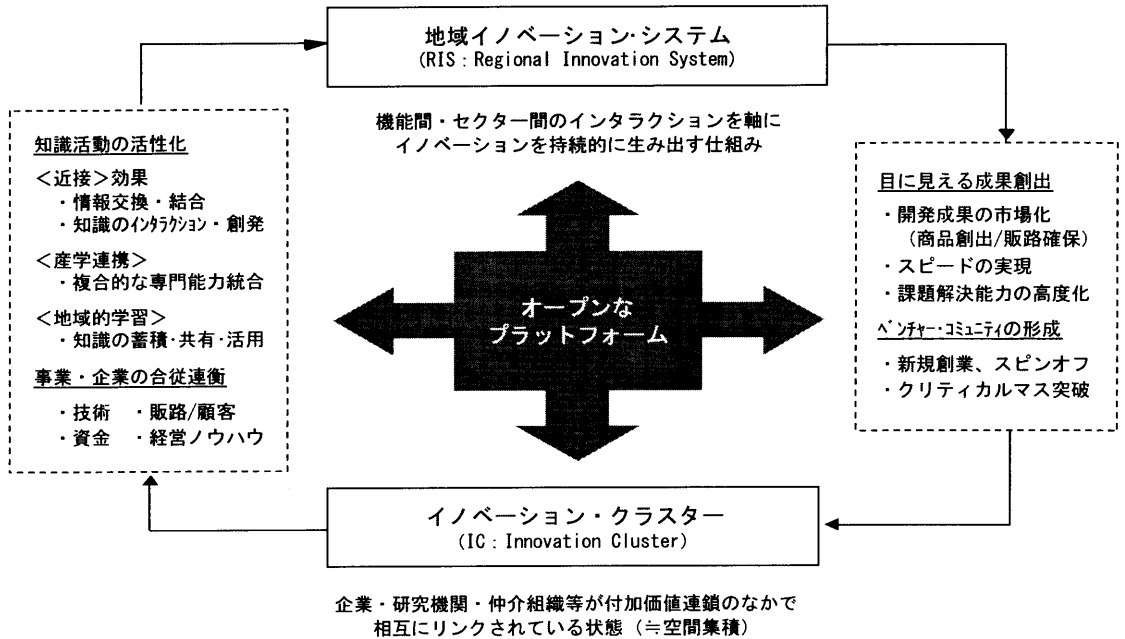 地域イノベーション･システム
(RIS：Regional Innovation System)
機能間・セクター間のインタラクションを軸に
イノベーションを持続的に生み出す仕組み
知識活動の活性化
＜近接＞効果
・情報交換・結合
・知識のｲﾝﾀﾗｸｼｮﾝ・創発
＜産学連携＞
・複合的な専門能力統合
＜地域的学習＞
・知識の蓄積･共有･活用
事業・企業の合従連衡
・技術　・販路/顧客
・資金　・経営ノウハウ
オープンな
プラットフォーム
目に見える成果創出
・開発成果の市場化
（商品創出/販路確保）
・スピードの実現
・課題解決能力の高度化
ﾍﾞﾝﾁｬｰ･ｺﾐｭﾆﾃｨの形成
・新規創業、スピンオフ
・クリティカルマス突破
イノベーション・クラスター
(IC：Innovation Cluster)
企業・研究機関・仲介組織等が付加価値連鎖のなかで
相互にリンクされている状態（≒空間集積）